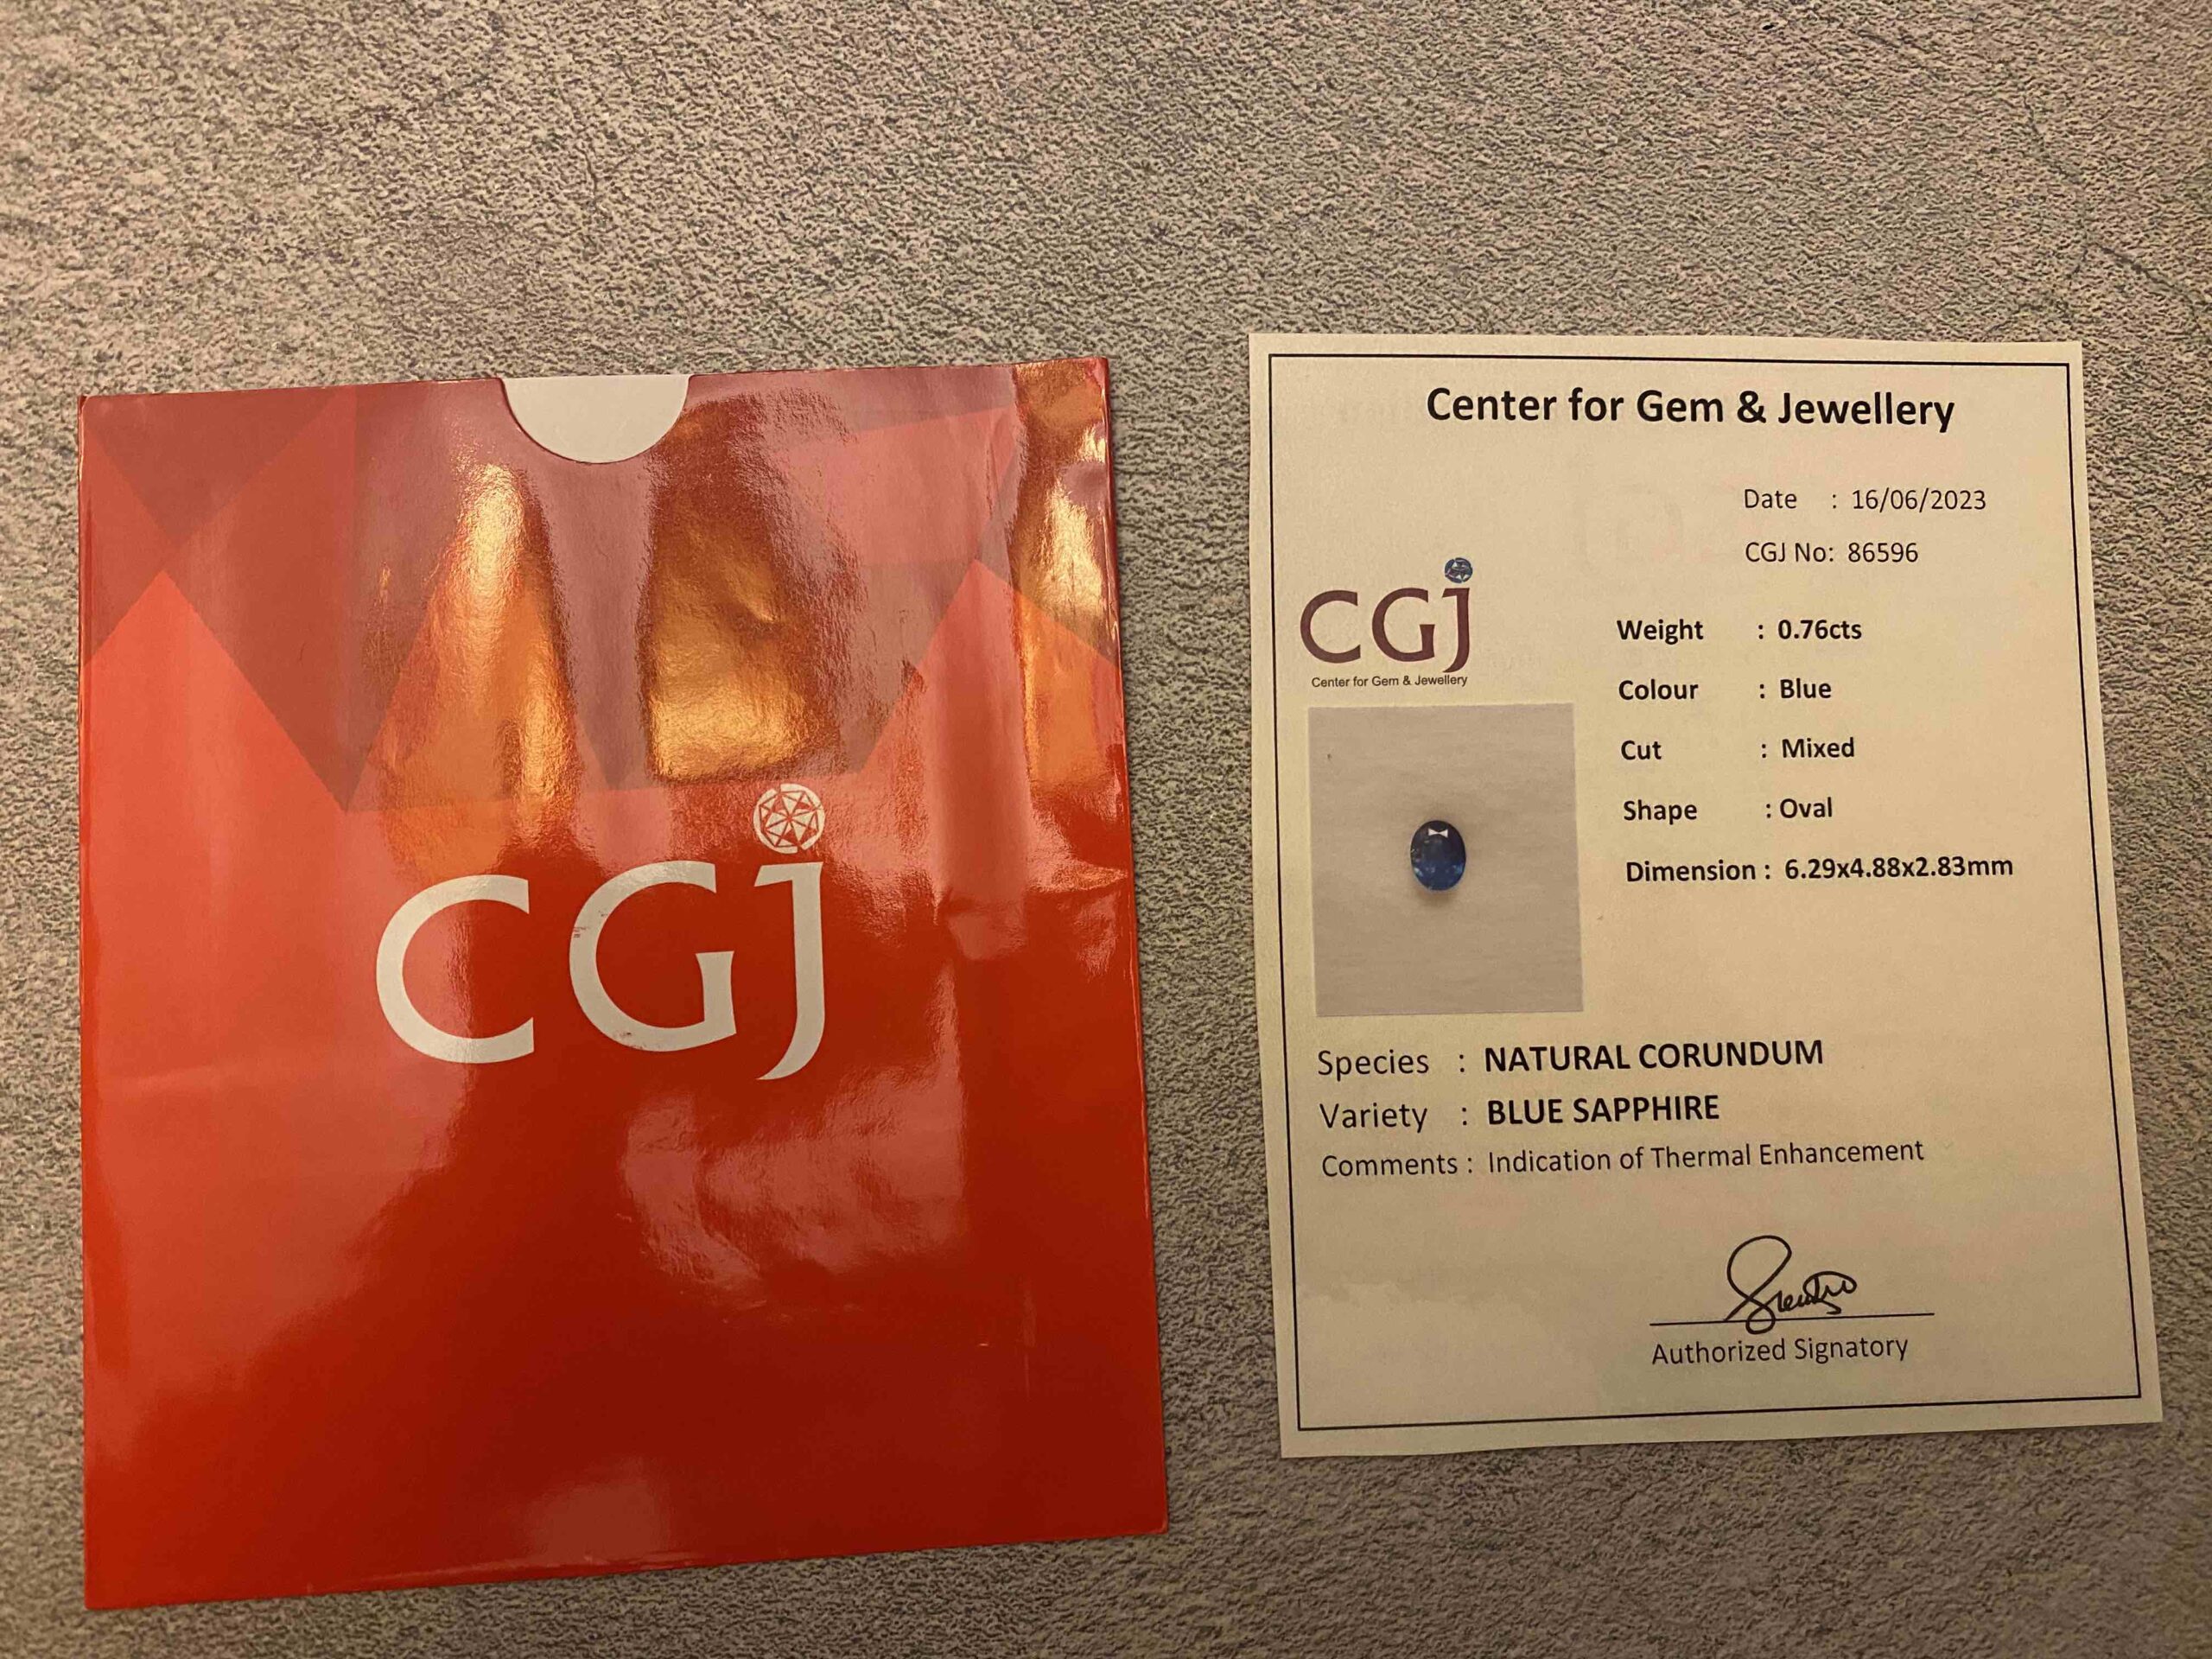 CGJ
Center for Gem & Jewellery
Date : 16/06/2023
CGJ No: 86596
CGJ
Center for Gem & Jewellery
Weight : 0.76cts
Colour : Blue
Cut : Mixed
Shape : Oval
Dimension : 6.29x4.88x2.83mm
Species : NATURAL CORUNDUM
Variety : BLUE SAPPHIRE
Comments : Indication of Thermal Enhancement
Authorized Signatory